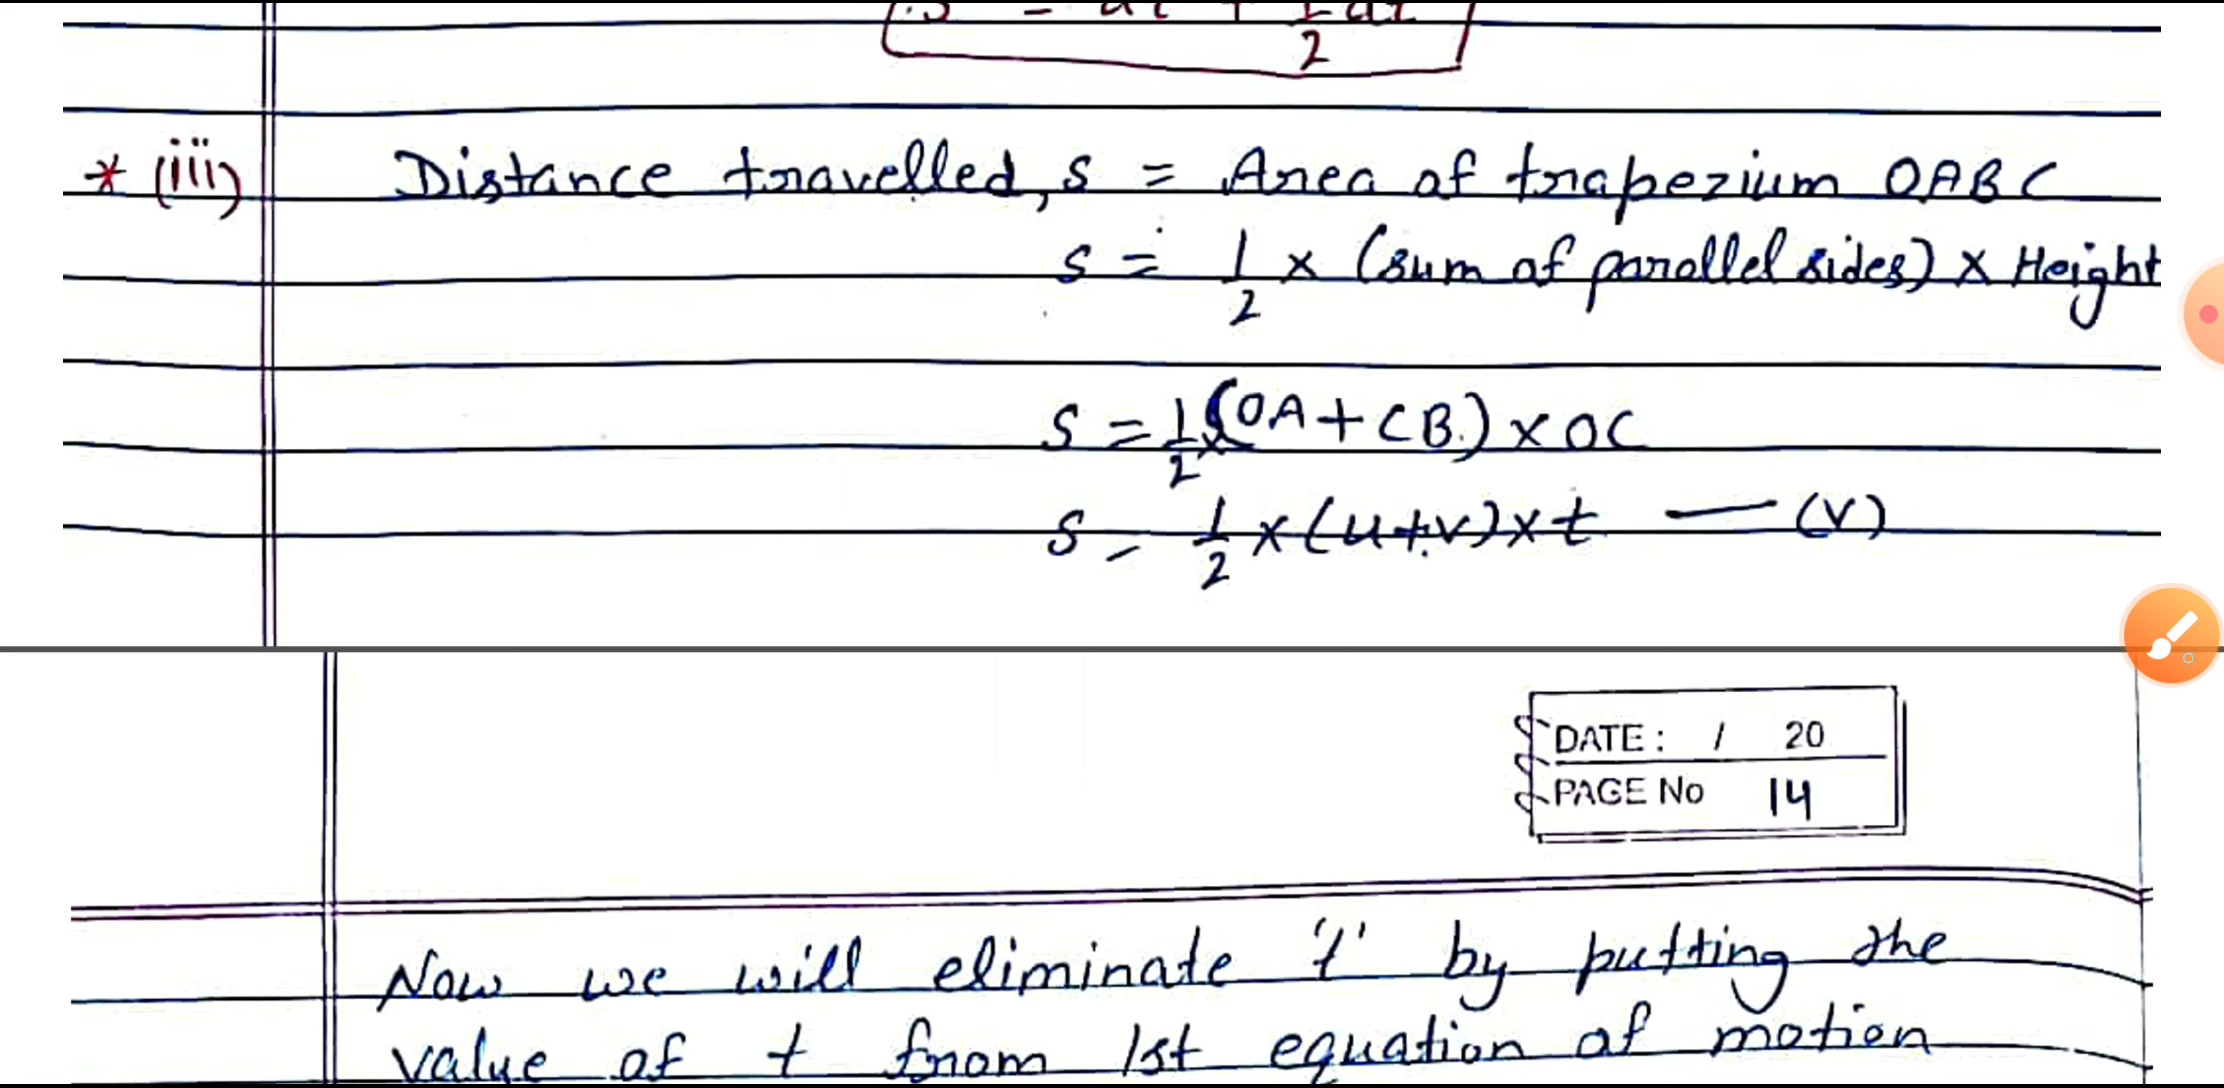 2
* (iii) Distance travelled, s = Area of trapezium OABC
s = 1/2 × (sum of parallel sides) × Height
s = 1/2 × (OA + CB) × OC
s = 1/2 × (u+v) × t — (v)
DATE: / 20
PAGE No 14
Now we will eliminate 't' by putting the
value of t from 1st equation of motion